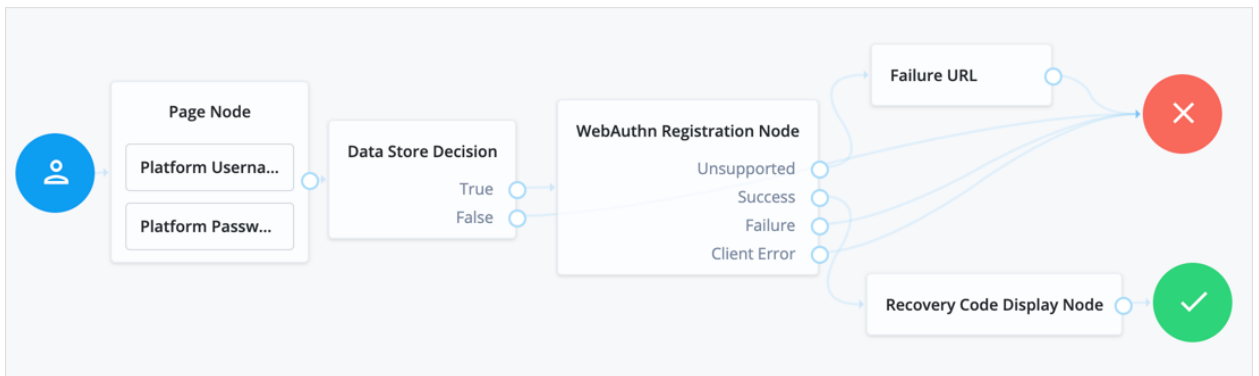 Page Node
Platform Userna...
Platform Passw...
Data Store Decision
True
False
WebAuthn Registration Node
Unsupported
Success
Failure
Client Error
Failure URL
Recovery Code Display Node